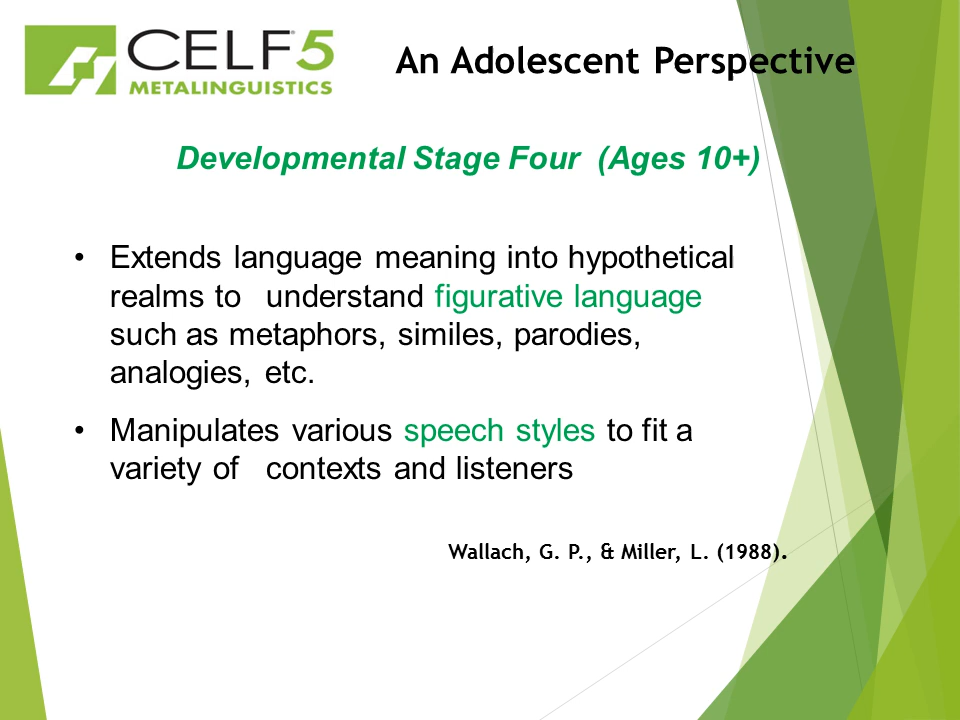 CELF 5
METALINGUISTICS
An Adolescent Perspective
Developmental Stage Four (Ages 10+)
• Extends language meaning into hypothetical
realms to understand figurative language
such as metaphors, similes, parodies,
analogies, etc.
• Manipulates various speech styles to fit a
variety of contexts and listeners
Wallach, G. P., & Miller, L. (1988).